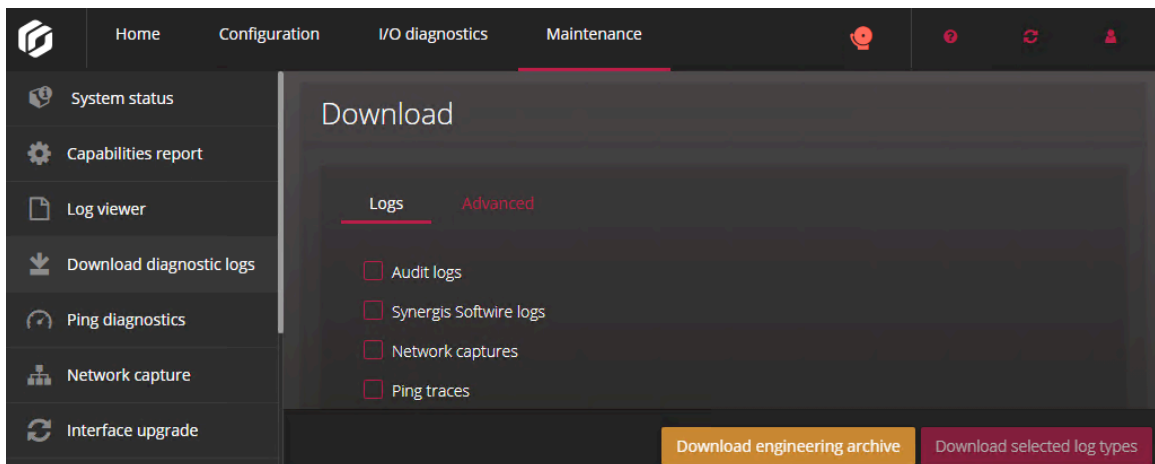 Home Configuration I/O diagnostics Maintenance
System status
Capabilities report
Log viewer
Download diagnostic logs
Ping diagnostics
Network capture
Interface upgrade
Download
Logs Advanced
Audit logs
Synergis Softwire logs
Network captures
Ping traces
Download engineering archive Download selected log types